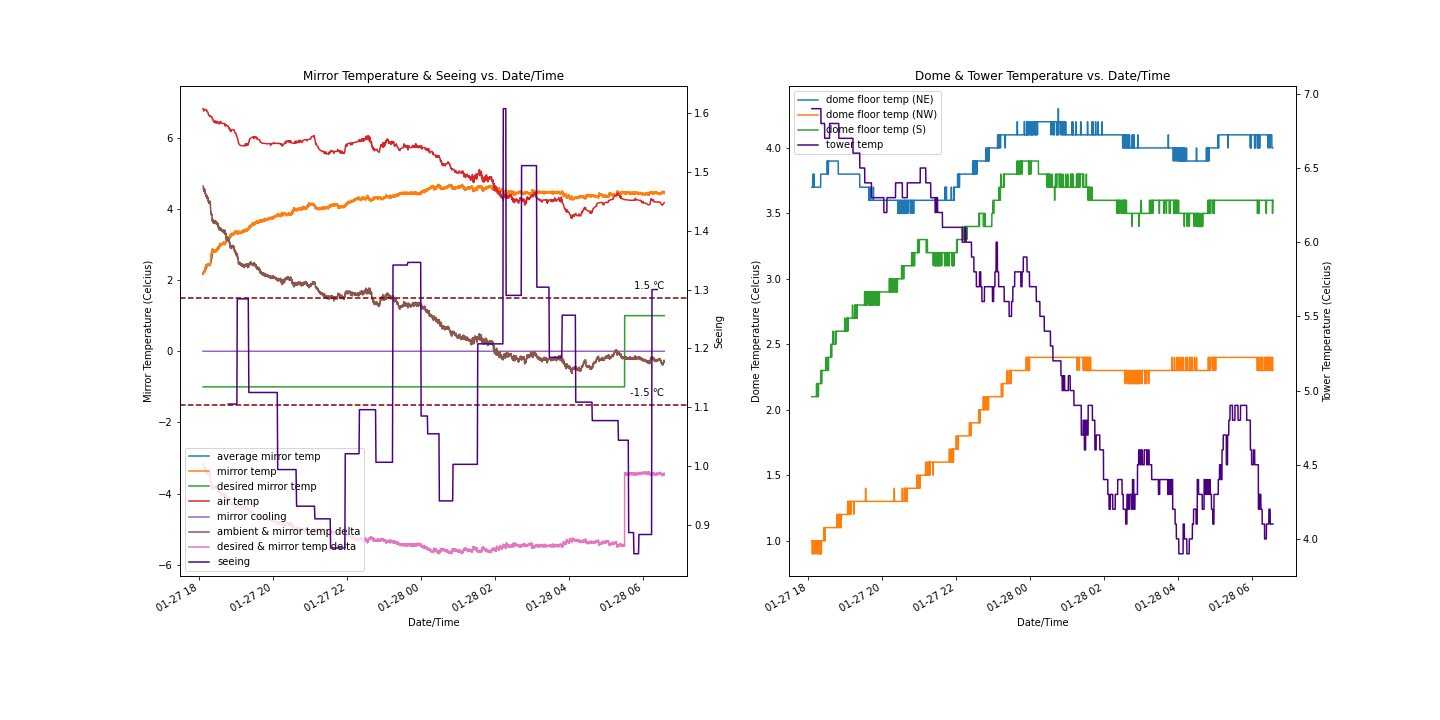 Mirror Temperature & Seeing vs. Date/Time
Mirror Temperature (Celcius)
6
4
2
0
−2
−4
−6
1.5 °C
-1.5 °C
average mirror temp
mirror temp
desired mirror temp
air temp
mirror cooling
ambient & mirror temp delta
desired & mirror temp delta
seeing
1.6
1.5
1.4
1.3
1.2
1.1
1.0
0.9
Seeing
01-27 18
01-27 20
01-27 22
01-28 00
01-28 02
01-28 04
01-28 06
Date/Time
Dome & Tower Temperature vs. Date/Time
Dome Temperature (Celcius)
4.0
3.5
3.0
2.5
2.0
1.5
1.0
dome floor temp (NE)
dome floor temp (NW)
dome floor temp (S)
tower temp
7.0
6.5
6.0
5.5
5.0
4.5
4.0
Tower Temperature (Celcius)
01-27 18
01-27 20
01-27 22
01-28 00
01-28 02
01-28 04
01-28 06
Date/Time